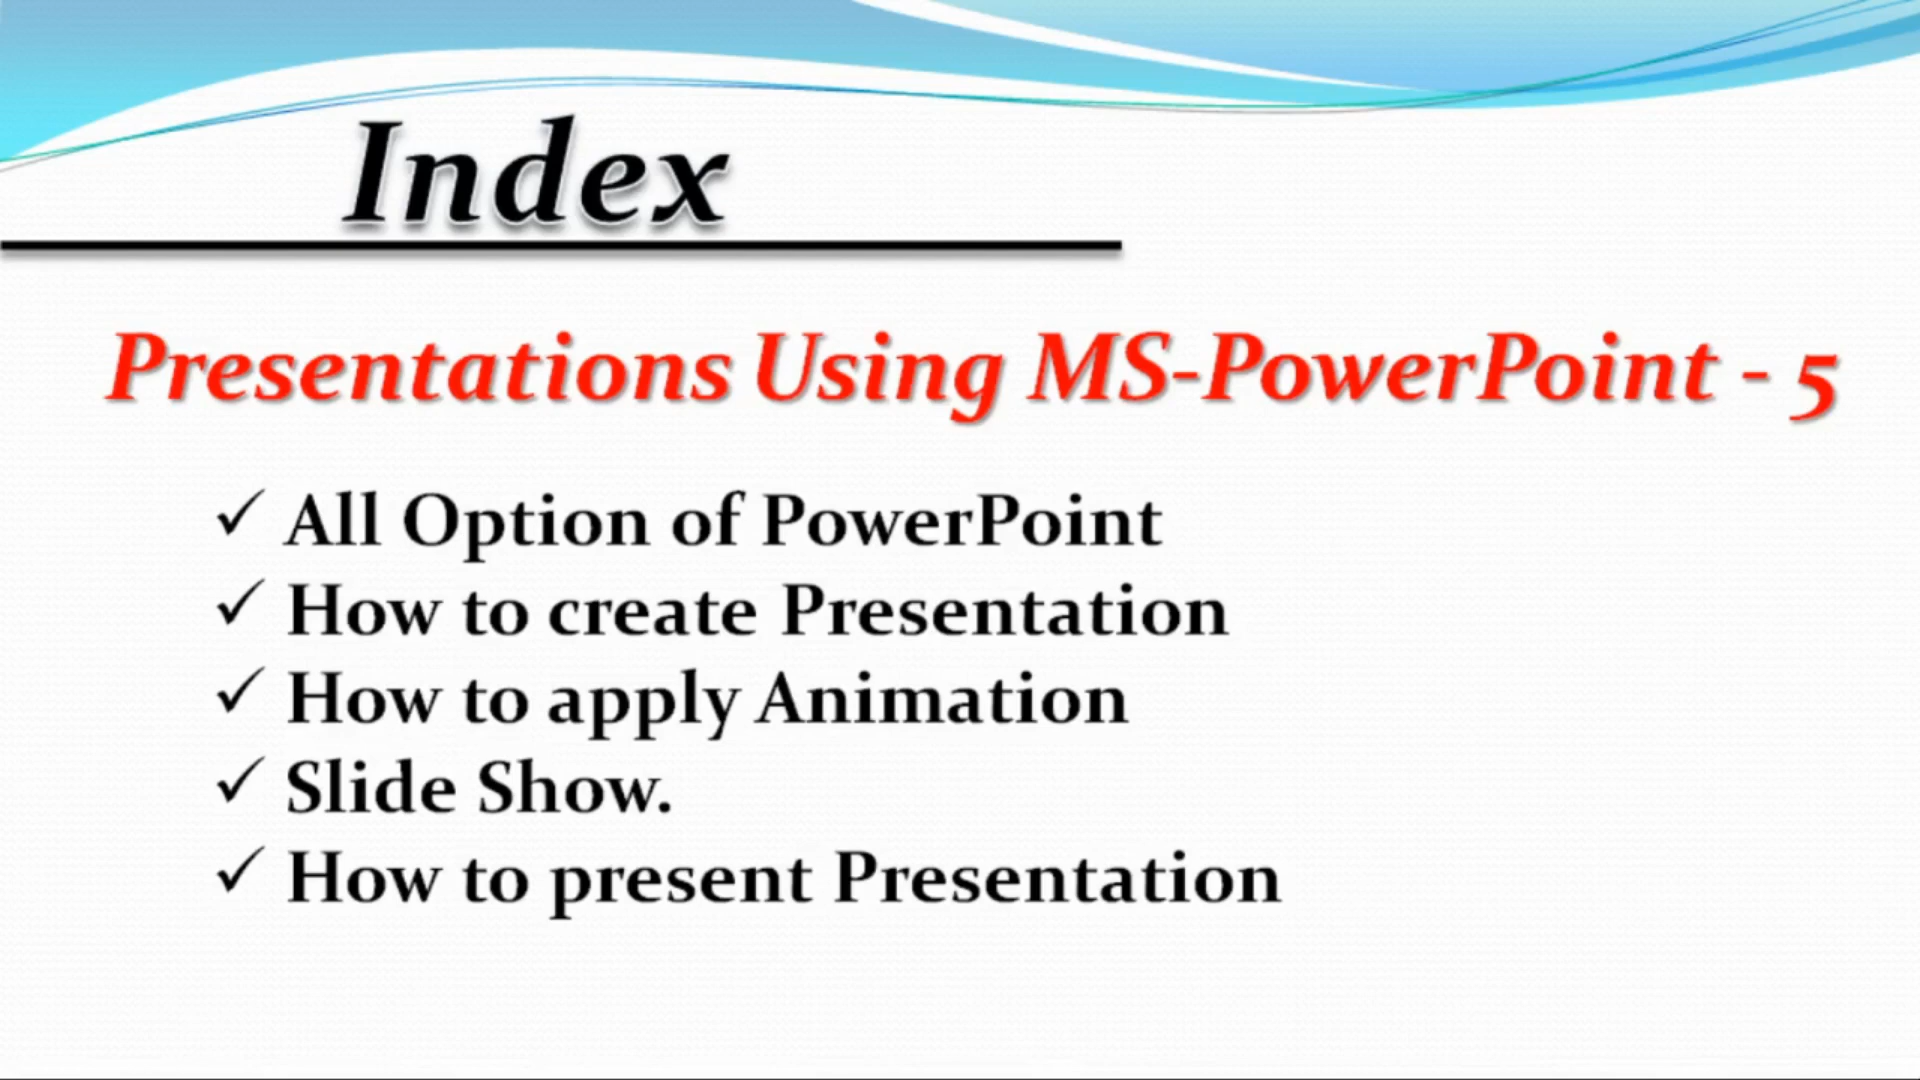 Index
Presentations Using MS-PowerPoint - 5
✓ All Option of PowerPoint
✓ How to create Presentation
✓ How to apply Animation
✓ Slide Show.
✓ How to present Presentation